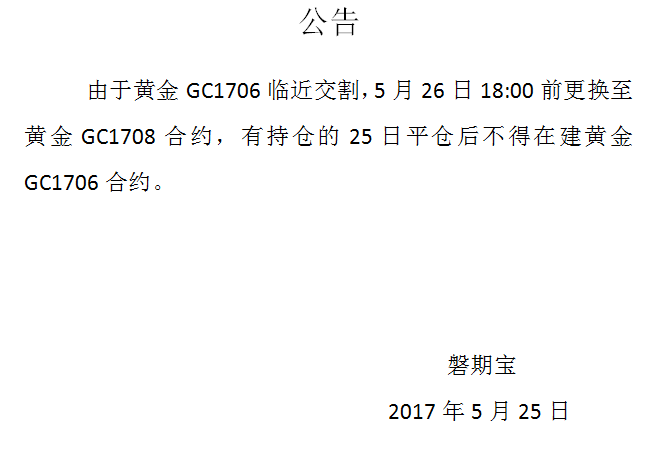 公告
由于黄金 GC1706 临近交割，5 月 26 日 18:00 前更换至
黄金 GC1708 合约，有持仓的 25 日平仓后不得在建黄金
GC1706 合约。
磐期宝
2017 年 5 月 25 日